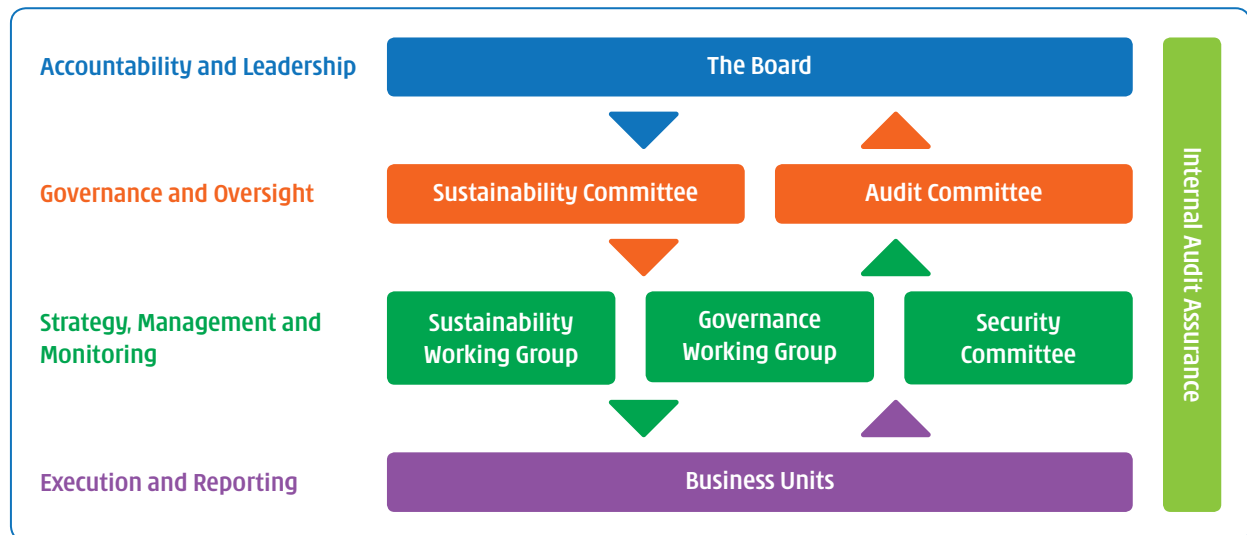 Accountability and Leadership
The Board
Governance and Oversight
Sustainability Committee
Audit Committee
Strategy, Management and
Monitoring
Sustainability
Working Group
Governance
Working Group
Security
Committee
Execution and Reporting
Business Units
Internal Audit Assurance